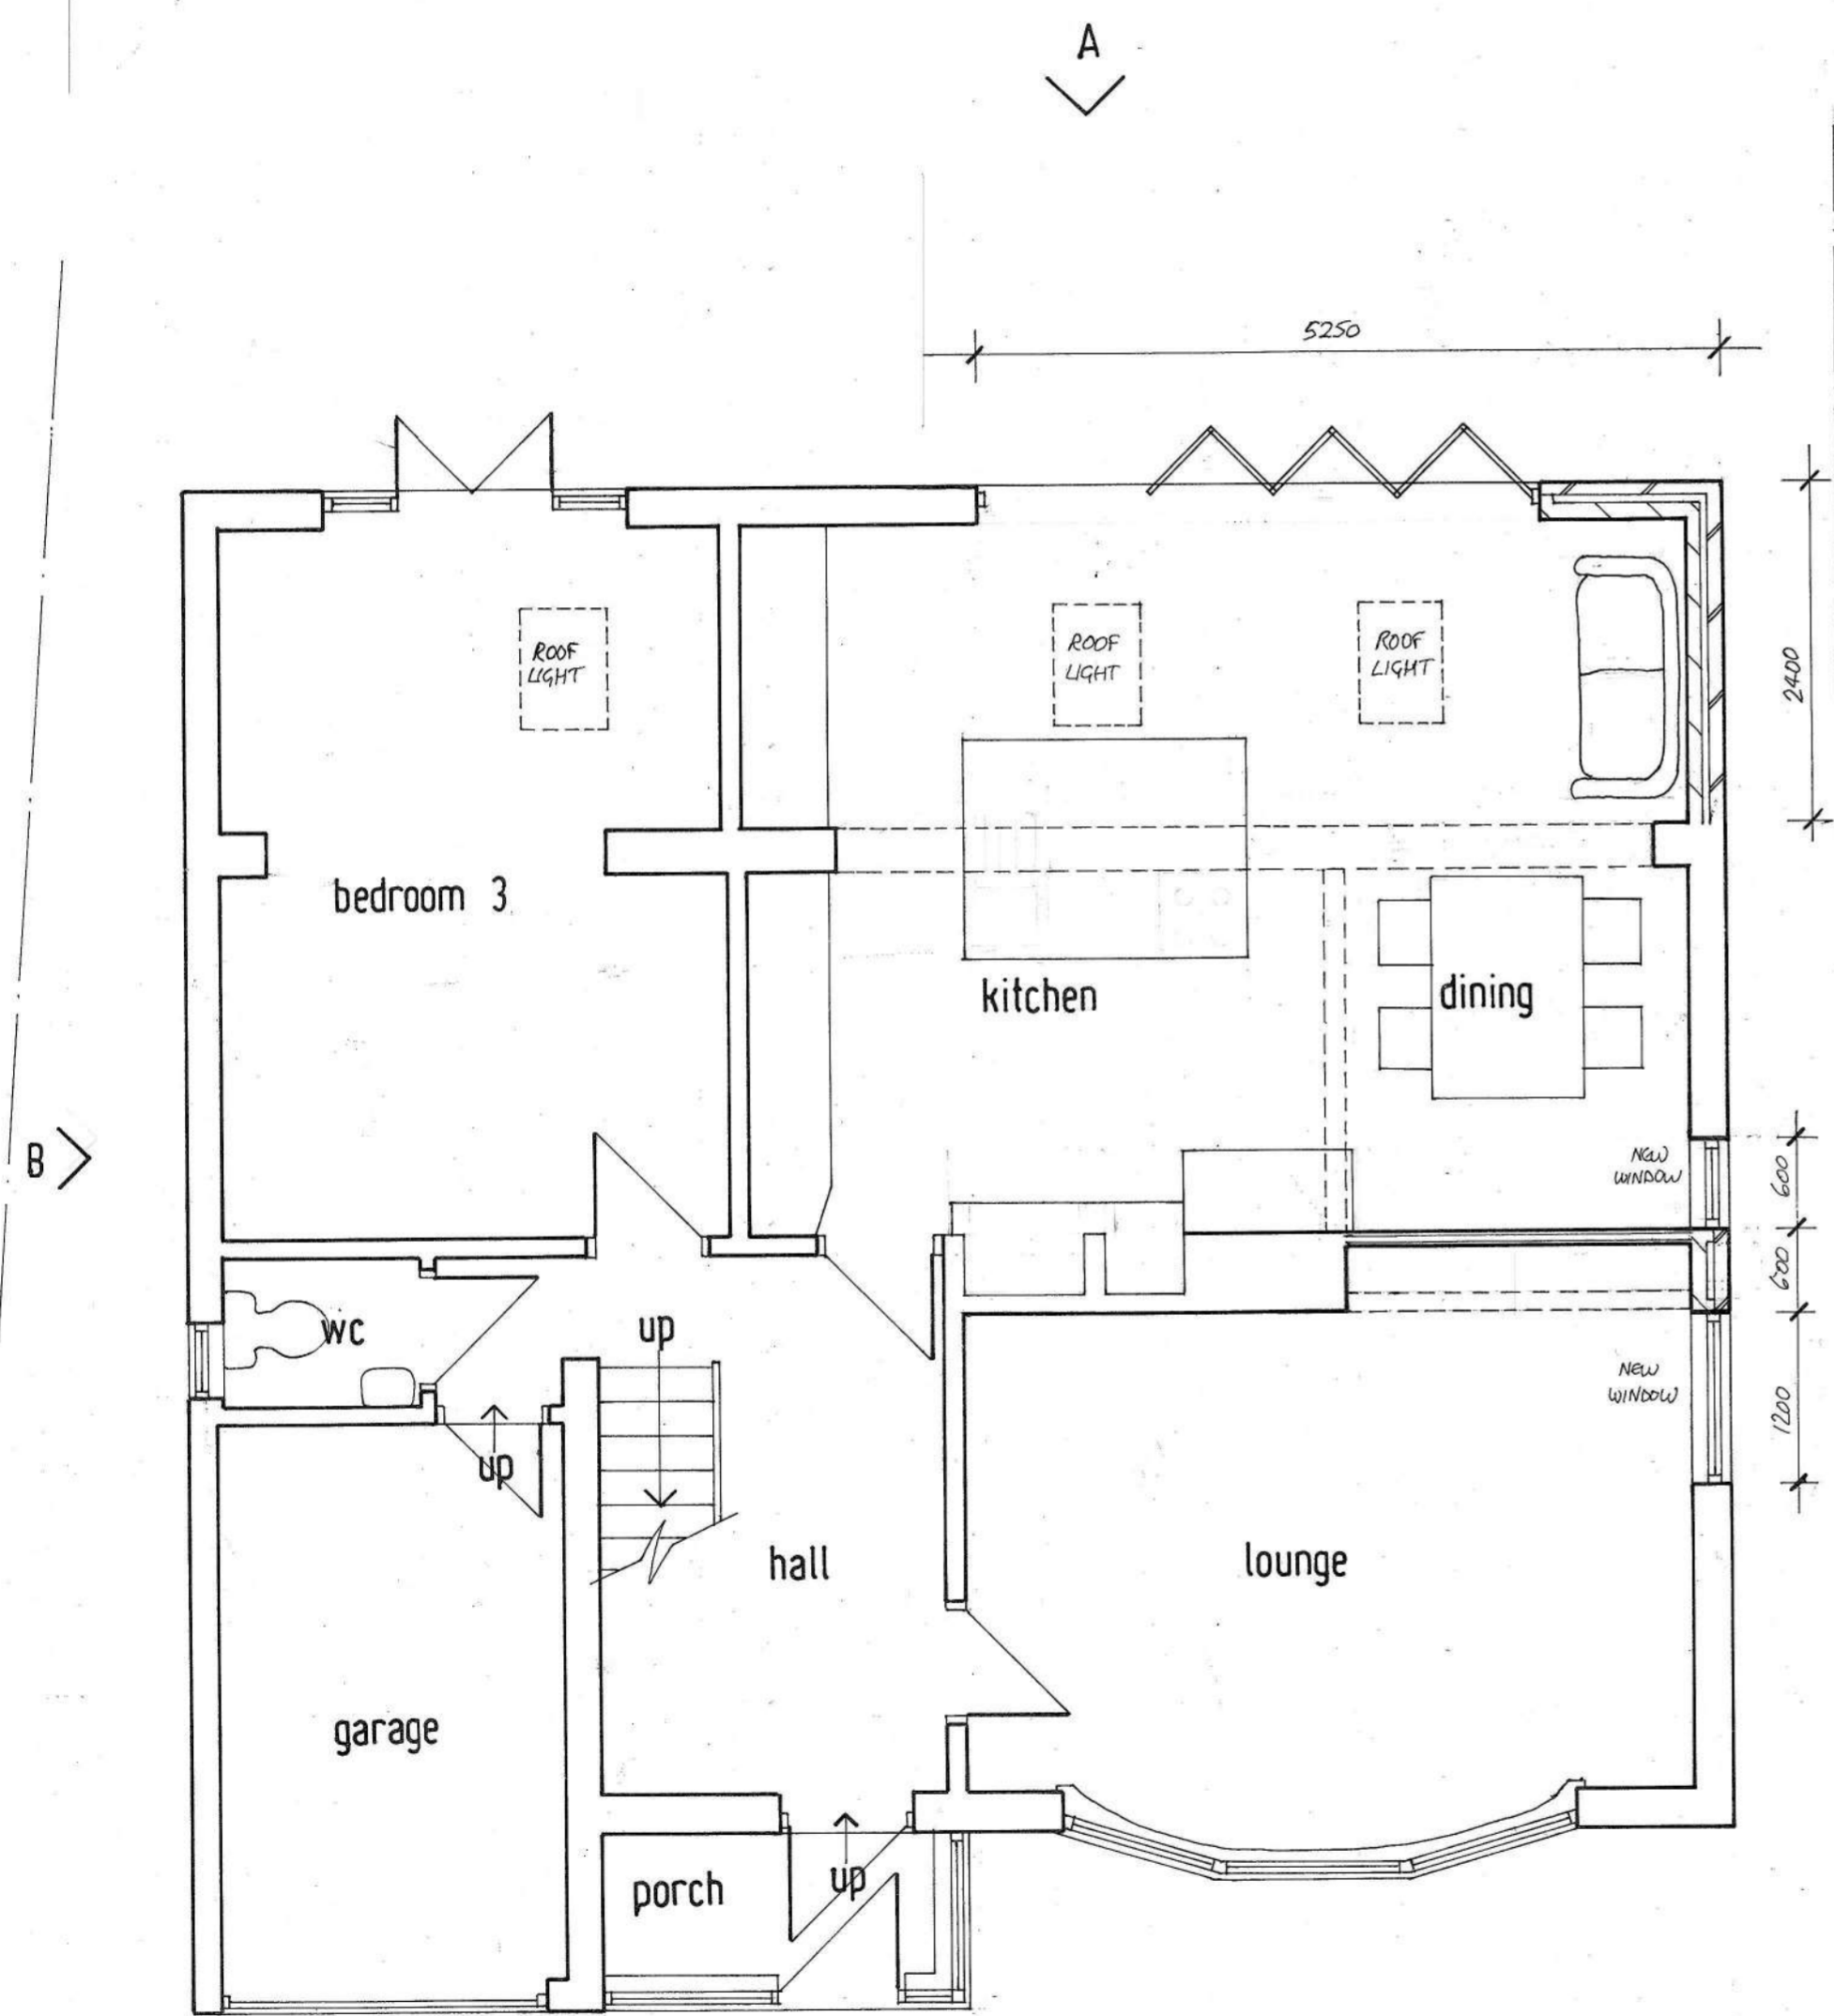 A
5250
ROOF
LIGHT
ROOF
LIGHT
ROOF
LIGHT
2400
bedroom 3
kitchen
dining
B
NEW
WINDOW
600
600
wc
up
NEW
WINDOW
1200
up
hall
lounge
garage
porch
up